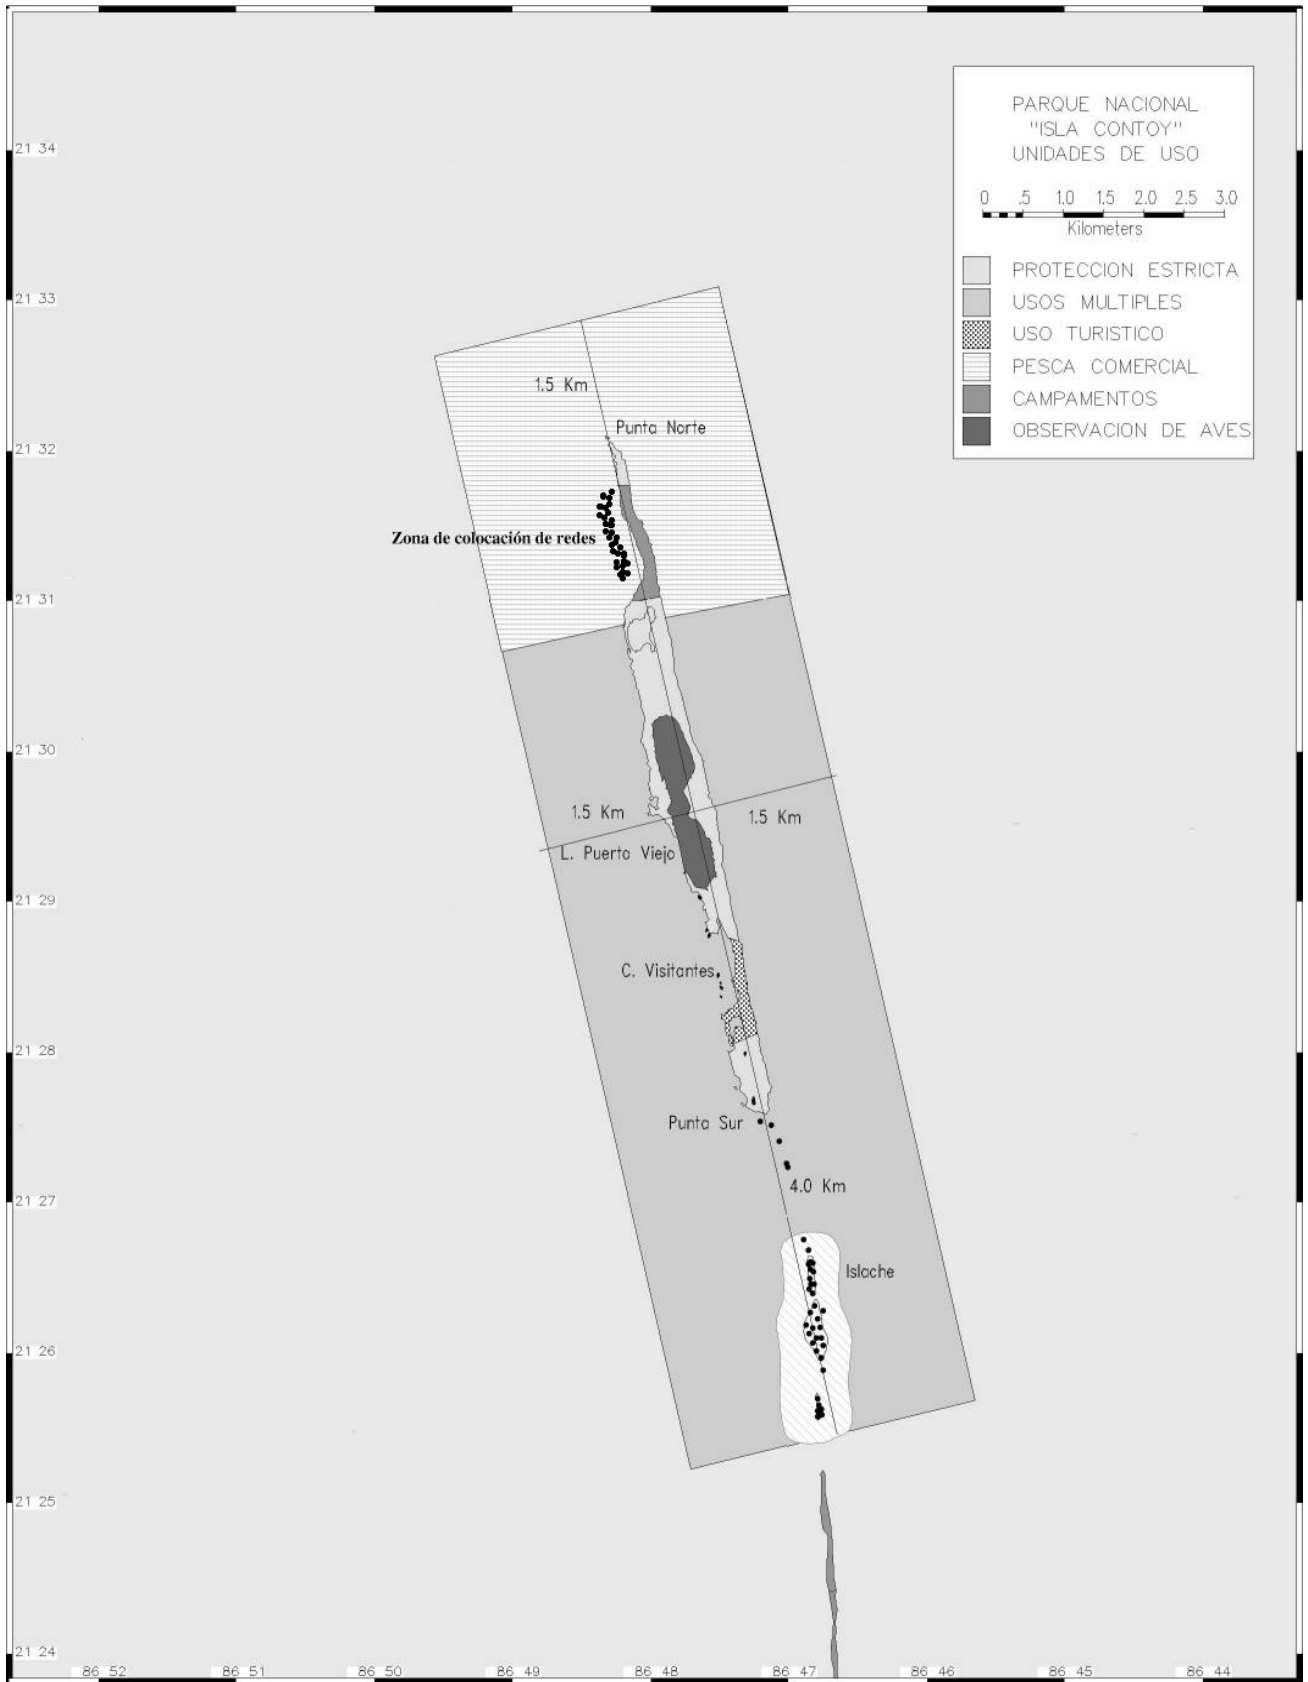 PARQUE NACIONAL
"ISLA CONTOY"
UNIDADES DE USO
0 .5 1.0 1.5 2.0 2.5 3.0
Kilometers
PROTECCION ESTRICTA
USOS MULTIPLES
USO TURISTICO
PESCA COMERCIAL
CAMPAMENTOS
OBSERVACION DE AVES
21 34
21 33
1.5 Km
Punta Norte
21 32
Zona de colocación de redes
21 31
21 30
1.5 Km
1.5 Km
L. Puerto Viejo
21 29
C. Visitantes
21 28
Punta Sur
4.0 Km
21 27
Islache
21 26
21 25
21 24
86 52 86 51 86 50 86 49 86 48 86 47 86 46 86 45 86 44